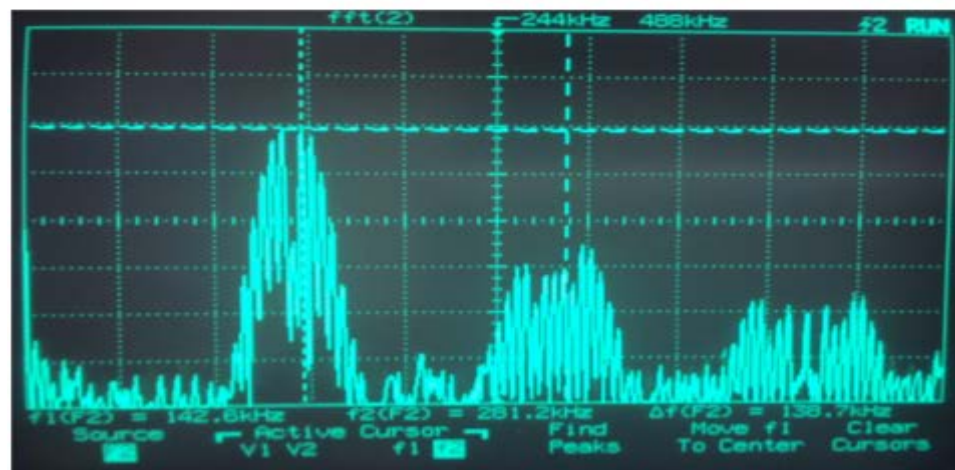 fft(2) 244kHz 488kHz f2 RUN
f1(F2) = 142.6kHz f2(F2) = 281.2kHz Δf(F2) = 138.7kHz
Source Active Cursor Find Move f1 Clear
V1 V2 f1 f2 Peaks To Center Cursors